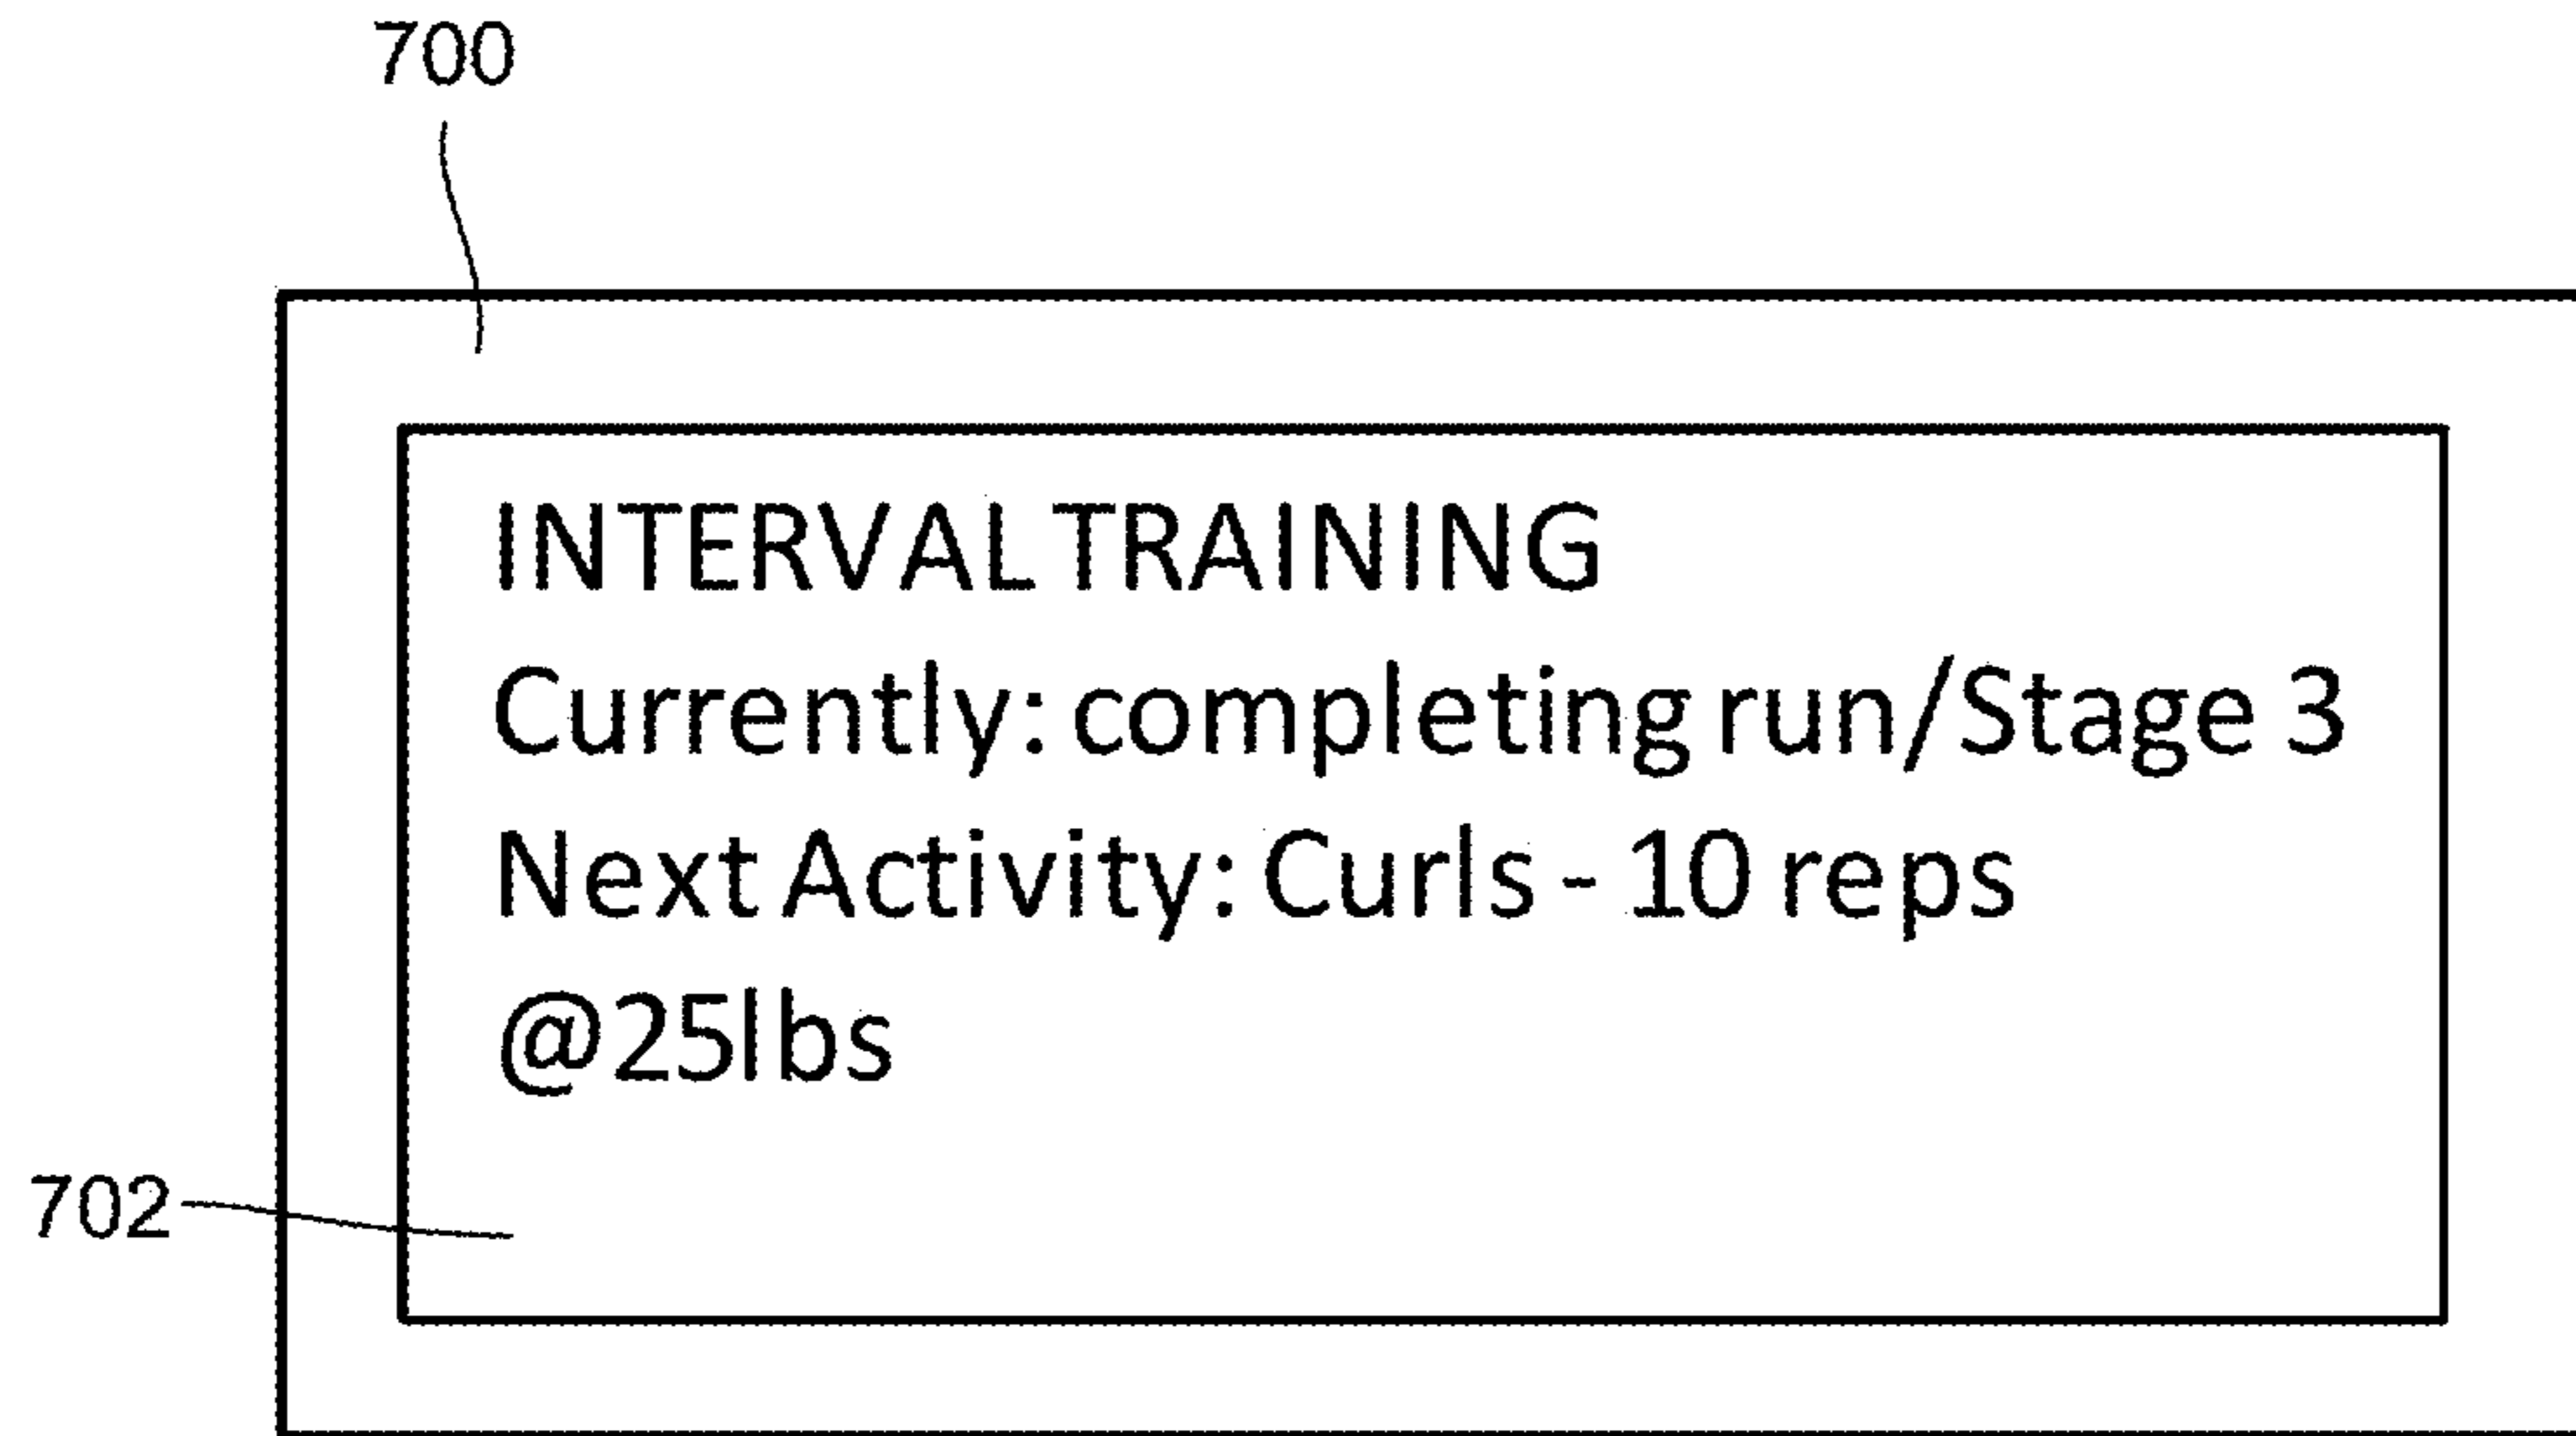 700
INTERVAL TRAINING
Currently: completing run/Stage 3
Next Activity: Curls - 10 reps
@25lbs
702